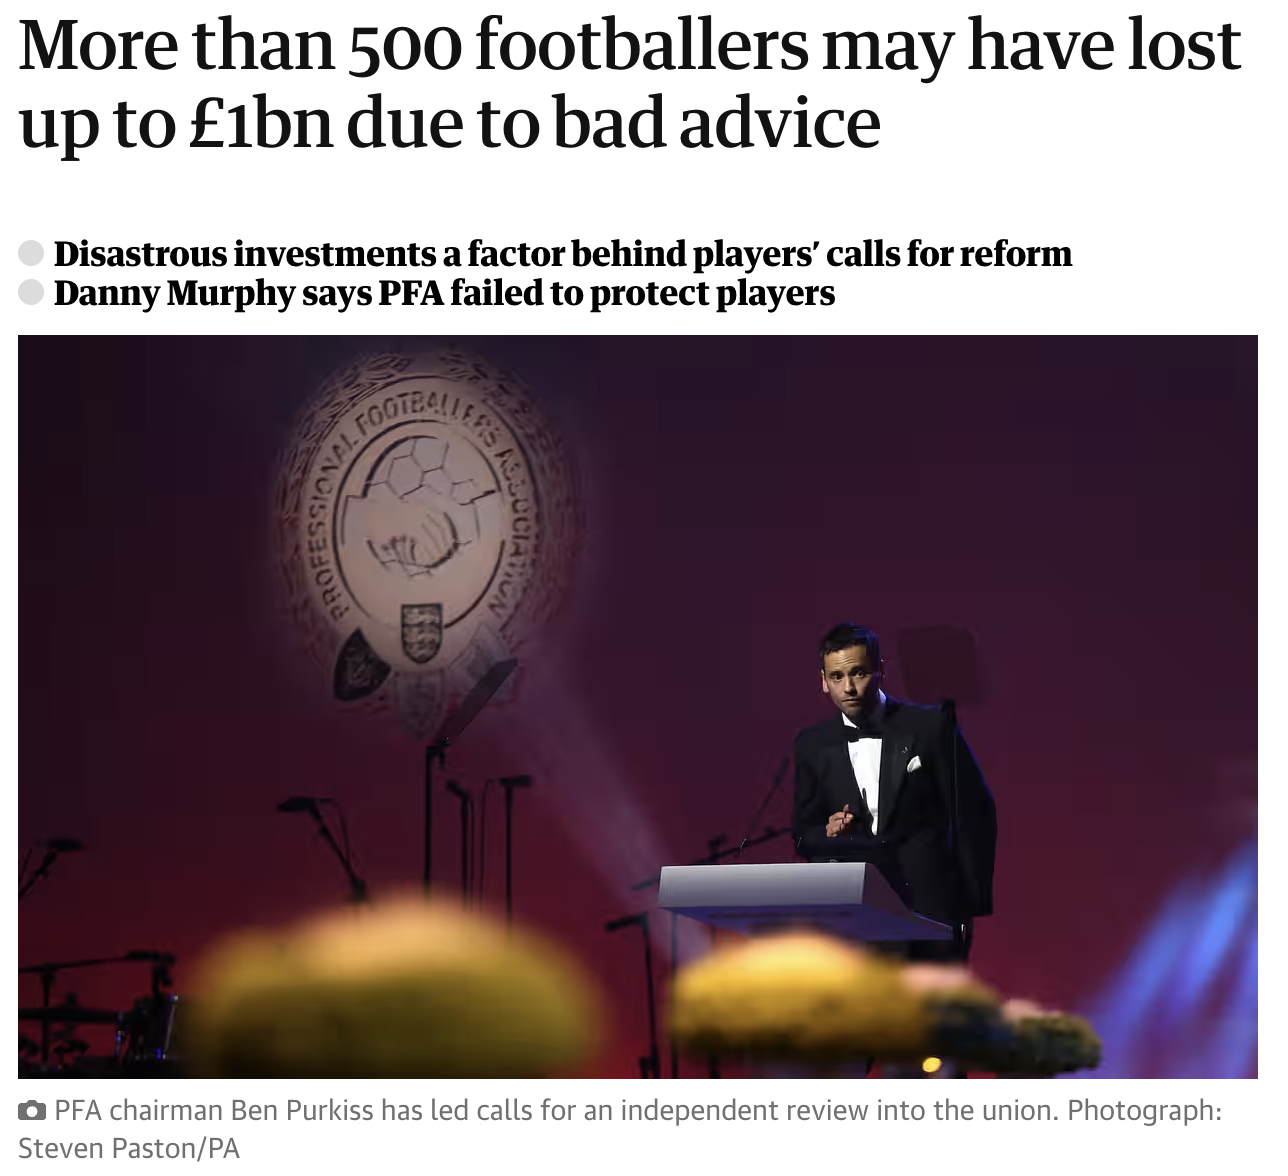 More than 500 footballers may have lost
up to £1bn due to bad advice
Disastrous investments a factor behind players’ calls for reform
Danny Murphy says PFA failed to protect players
PROFESSIONAL FOOTBALLERS ASSOCIATION
PFA chairman Ben Purkiss has led calls for an independent review into the union. Photograph:
Steven Paston/PA